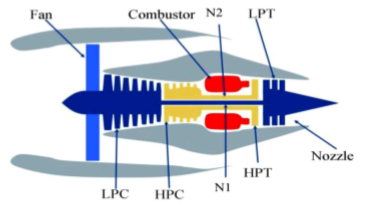 Fan
Combustor
N2
LPT
LPC
HPC
N1
HPT
Nozzle